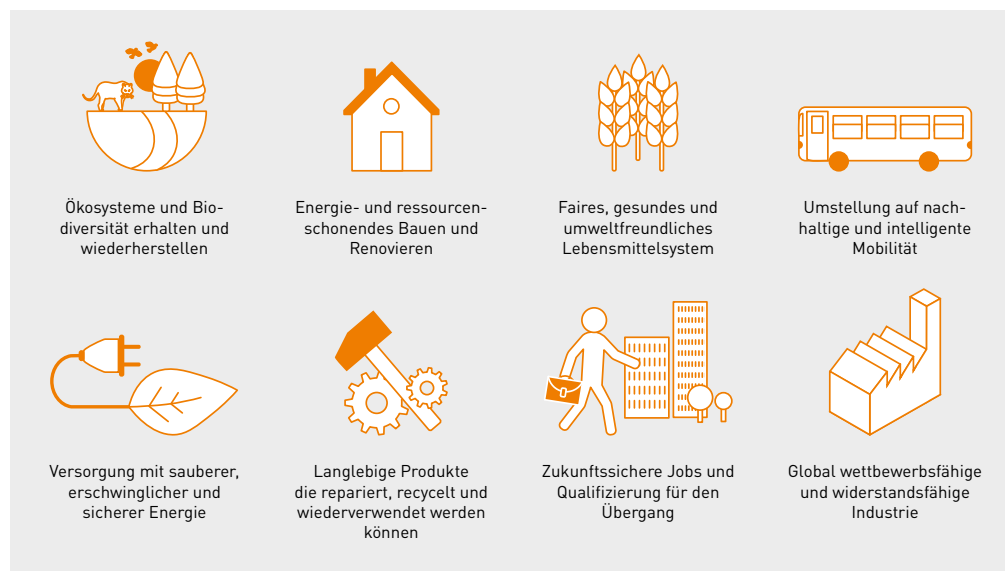 Ökosysteme und Bio-
diversität erhalten und
wiederherstellen
Energie- und ressourcen-
schonendes Bauen und
Renovieren
Faires, gesundes und
umweltfreundliches
Lebensmittelsystem
Umstellung auf nach-
haltige und intelligente
Mobilität
Versorgung mit sauberer,
erschwinglicher und
sicherer Energie
Langlebige Produkte
die repariert, recycelt und
wiederverwendet werden
können
Zukunftssichere Jobs und
Qualifizierung für den
Übergang
Global wettbewerbsfähige
und widerstandsfähige
Industrie